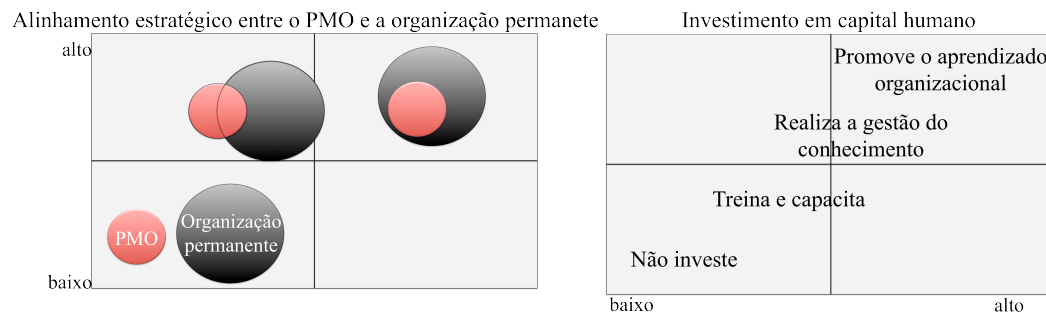 Alinhamento estratégico entre o PMO e a organização permanete
alto
PMO
Organização
permanente
baixo
Investimento em capital humano
Promove o aprendizado
organizacional
Realiza a gestão do
conhecimento
Treina e capacita
Não investe
baixo
alto